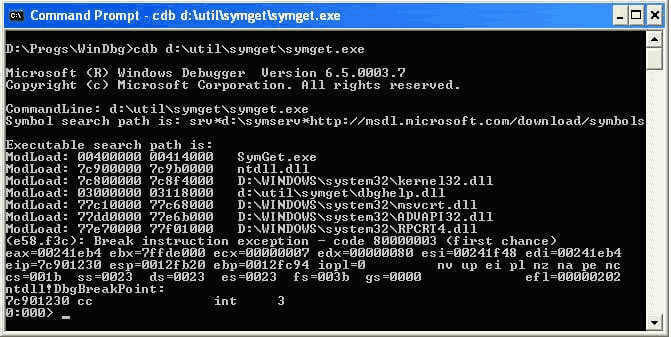 Command Prompt - cdb d:\util\symget\symget.exe
D:\Progs\WinDbg>cdb d:\util\symget\symget.exe
Microsoft (R) Windows Debugger  Version 6.5.0003.7
Copyright (c) Microsoft Corporation. All rights reserved.
CommandLine: d:\util\symget\symget.exe
Symbol search path is: srv*d:\symserv*http://msdl.microsoft.com/download/symbols
Executable search path is:
ModLoad: 00400000 00414000   SymGet.exe
ModLoad: 7c900000 7c9b0000   ntdll.dll
ModLoad: 7c800000 7c8f4000   D:\WINDOWS\system32\kernel32.dll
ModLoad: 03000000 03118000   d:\util\symget\dbghelp.dll
ModLoad: 77c10000 77c68000   D:\WINDOWS\system32\msvcrt.dll
ModLoad: 77dd0000 77e6b000   D:\WINDOWS\system32\ADVAPI32.dll
ModLoad: 77e70000 77f01000   D:\WINDOWS\system32\RPCRT4.dll
(e58.f3c): Break instruction exception - code 80000003 (first chance)
eax=00241eb4 ebx=7ffde000 ecx=00000007 edx=00000080 esi=00241f48 edi=00241eb4
eip=7c901230 esp=0012fb20 ebp=0012fc94 iopl=0         nv up ei pl nz na pe nc
cs=001b  ss=0023  ds=0023  es=0023  fs=003b  gs=0000             efl=00000202
ntdll!DbgBreakPoint:
7c901230 cc              int     3
0:000> _